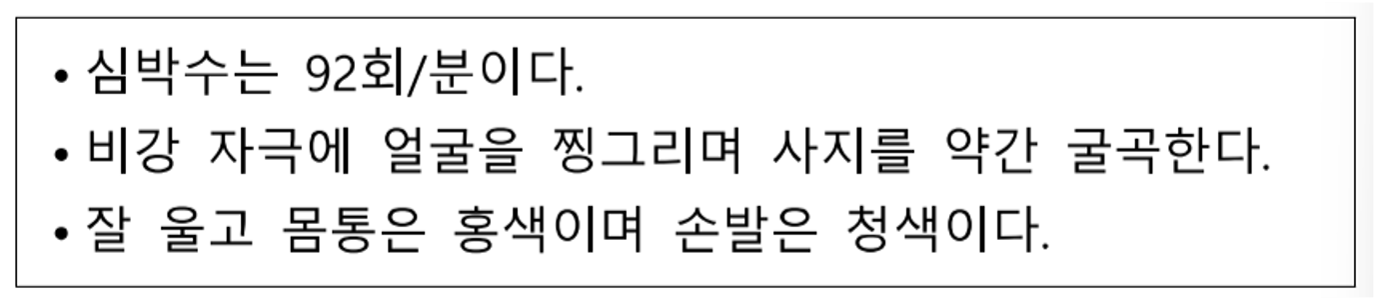 • 심박수는 92회/분이다.
• 비강 자극에 얼굴을 찡그리며 사지를 약간 굴곡한다.
• 잘 울고 몸통은 홍색이며 손발은 청색이다.